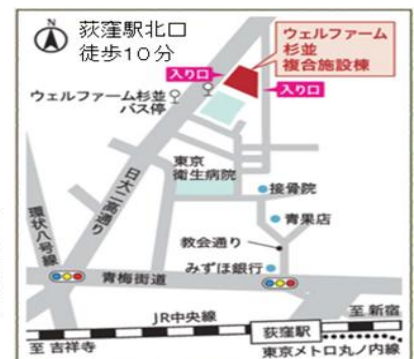 荻窪駅北口
徒歩10分
ウェルファーム
杉並
複合施設棟
入り口
入り口
ウェルファーム杉並
バス停
日大二高通り
東京
衛生病院
接骨院
環状八号線
青果店
教会通り
みずほ銀行
青梅街道
JR中央線
至 新宿
荻窪駅
至 吉祥寺
東京メトロ丸ノ内線